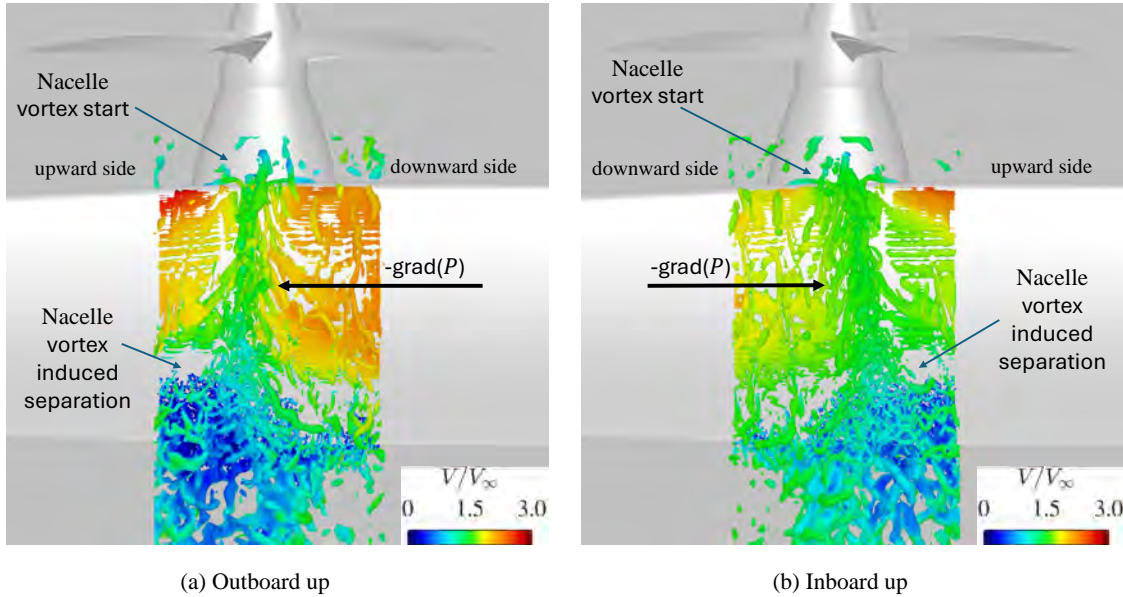 Nacelle
vortex start
upward side
downward side
-grad(P)
Nacelle
vortex
induced
separation
V/V∞
0 1.5 3.0
(a) Outboard up
Nacelle
vortex start
downward side
upward side
-grad(P)
Nacelle
vortex
induced
separation
V/V∞
0 1.5 3.0
(b) Inboard up